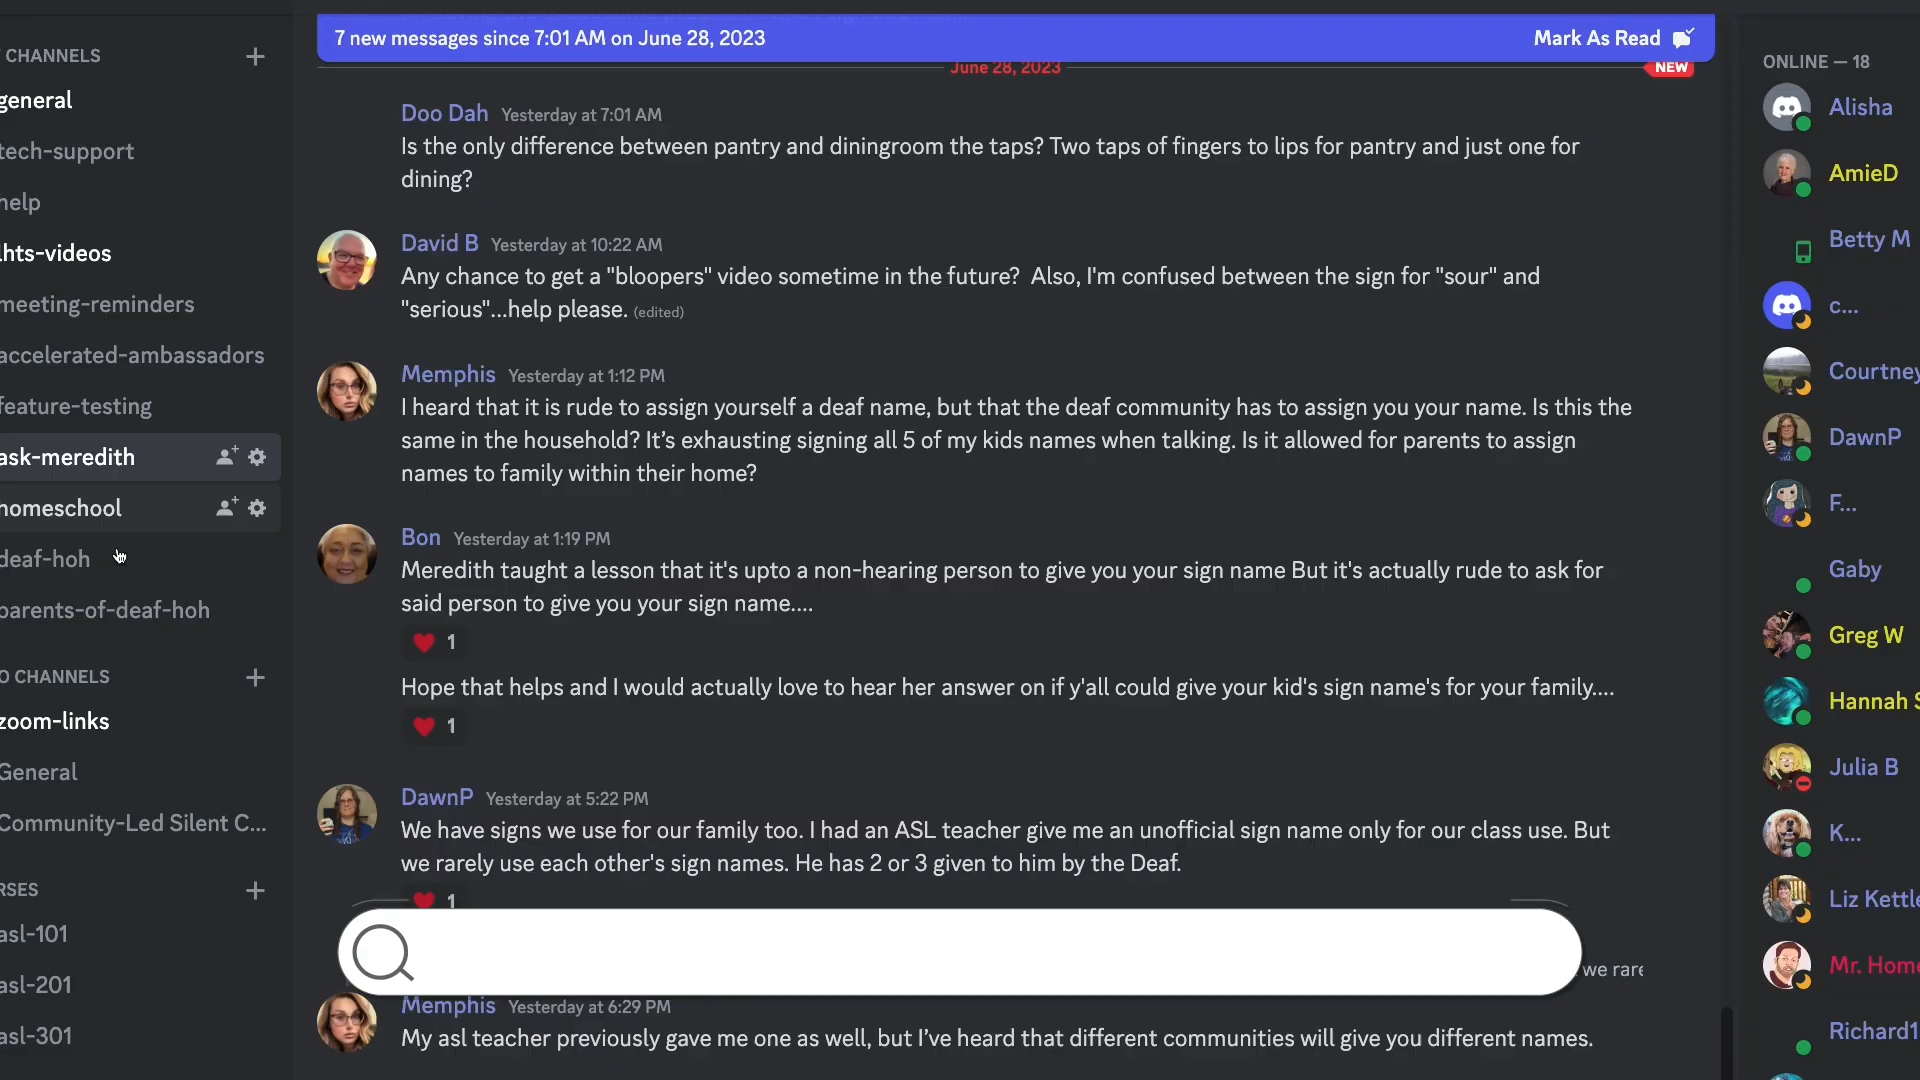 CHANNELS
general
tech-support
help
lhts-videos
meeting-reminders
accelerated-ambassadors
feature-testing
ask-meredith
homeschool
deaf-hoh
parents-of-deaf-hoh
O CHANNELS
zoom-links
General
Community-Led Silent C...
RSES
asl-101
asl-201
asl-301
7 new messages since 7:01 AM on June 28, 2023 Mark As Read
June 28, 2023 NEW
Doo Dah Yesterday at 7:01 AM
Is the only difference between pantry and diningroom the taps? Two taps of fingers to lips for pantry and just one for
dining?
David B Yesterday at 10:22 AM
Any chance to get a "bloopers" video sometime in the future? Also, I'm confused between the sign for "sour" and
"serious"...help please. (edited)
Memphis Yesterday at 1:12 PM
I heard that it is rude to assign yourself a deaf name, but that the deaf community has to assign you your name. Is this the
same in the household? It’s exhausting signing all 5 of my kids names when talking. Is it allowed for parents to assign
names to family within their home?
Bon Yesterday at 1:19 PM
Meredith taught a lesson that it's upto a non-hearing person to give you your sign name But it's actually rude to ask for
said person to give you your sign name....
1
Hope that helps and I would actually love to hear her answer on if y'all could give your kid's sign name's for your family....
1
DawnP Yesterday at 5:22 PM
We have signs we use for our family too. I had an ASL teacher give me an unofficial sign name only for our class use. But
we rarely use each other's sign names. He has 2 or 3 given to him by the Deaf.
1
we rare
Memphis Yesterday at 6:29 PM
My asl teacher previously gave me one as well, but I’ve heard that different communities will give you different names.
ONLINE — 18
Alisha
AmieD
Betty M
c...
Courtney
DawnP
F...
Gaby
Greg W
Hannah S
Julia B
K...
Liz Kettle
Mr. Home
Richard1